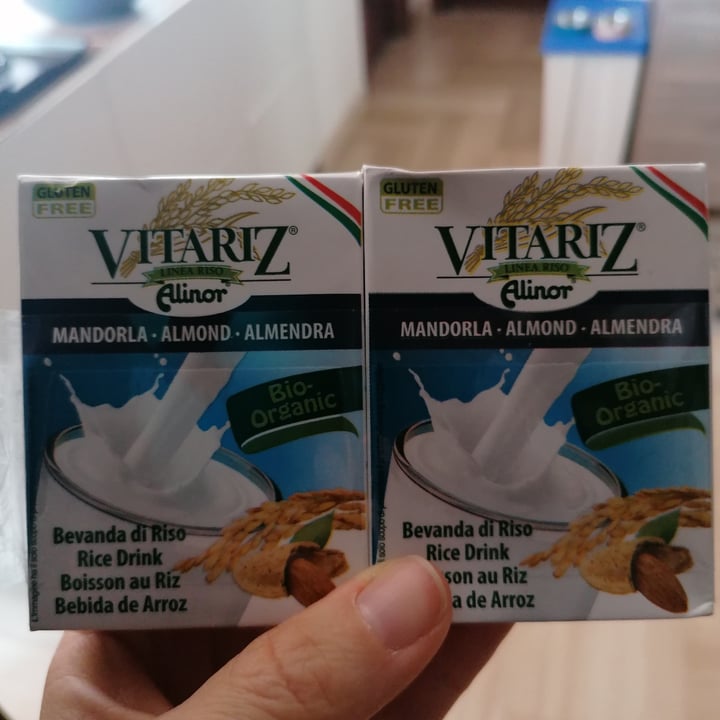 GLUTEN
FREE
VITARIZ®
LINEA RISO
Alinor®
MANDORLA · ALMOND · ALMENDRA
Bio-
Organic
Bevanda di Riso
Rice Drink
Boisson au Riz
Bebida de Arroz
GLUTEN
FREE
VITARIZ®
LINEA RISO
Alinor®
MANDORLA · ALMOND · ALMENDRA
Bio-
Organic
Bevanda di Riso
Rice Drink
son au Riz
a de Arroz